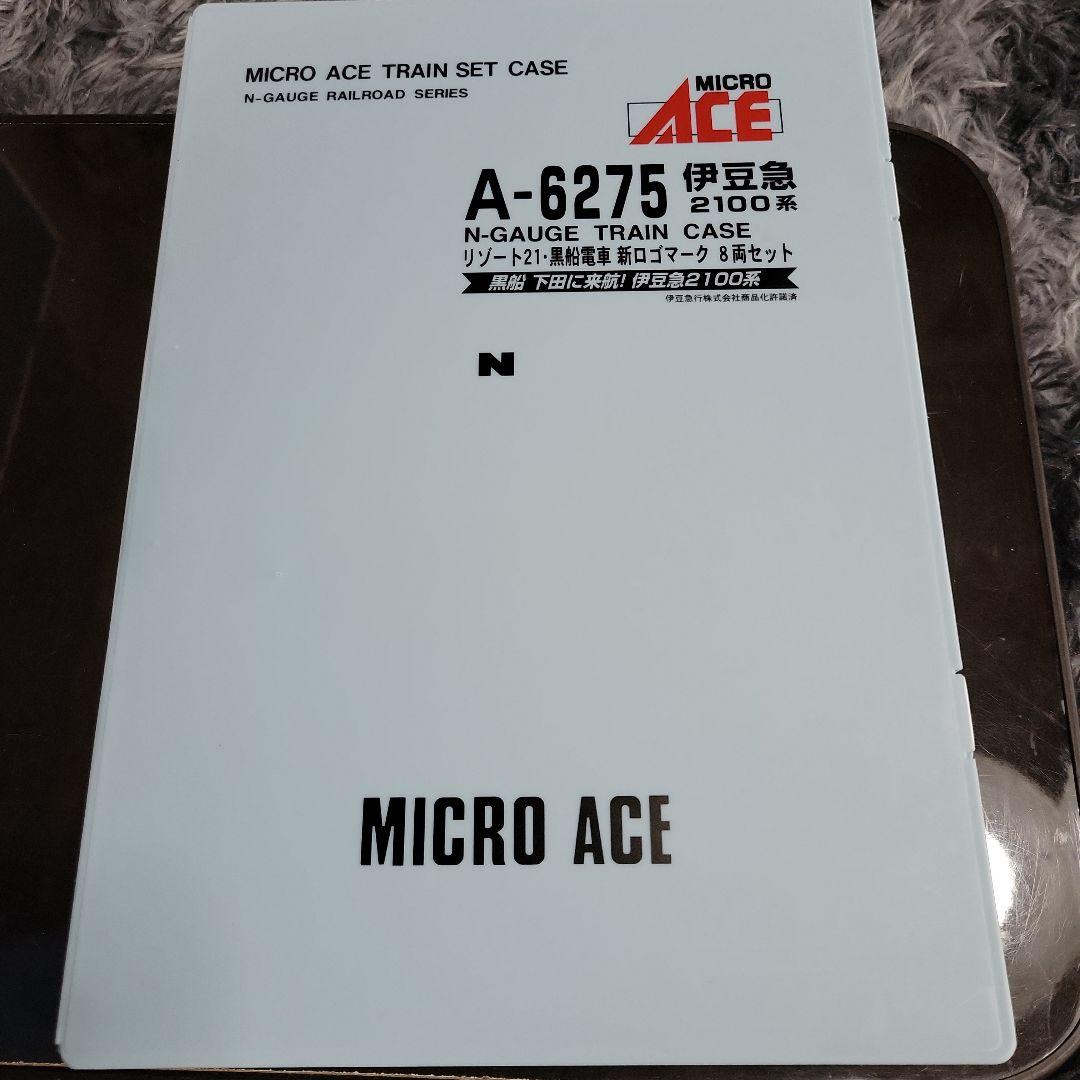 MICRO ACE TRAIN SET CASE
N-GAUGE RAILROAD SERIES
MICRO
ACE
A-6275 伊豆急
2100系
N-GAUGE TRAIN CASE
リゾート21・黒船電車 新ロゴマーク 8両セット
黒船 下田に来航! 伊豆急2100系
伊豆急行株式会社商品化許諾済
N
MICRO ACE